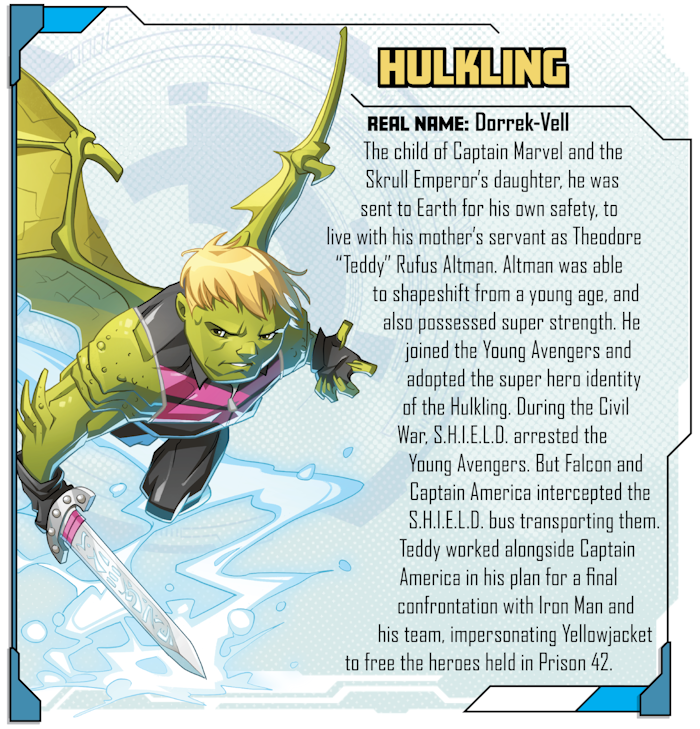 HULKLING
REAL NAME: Dorrek-Vell
The child of Captain Marvel and the
Skrull Emperor's daughter, he was
sent to Earth for his own safety, to
live with his mother's servant as Theodore
“Teddy” Rufus Altman. Altman was able
to shapeshift from a young age, and
also possessed super strength. He
joined the Young Avengers and
adopted the super hero identity
of the Hulkling. During the Civil
War, S.H.I.E.L.D. arrested the
Young Avengers. But Falcon and
Captain America intercepted the
S.H.I.E.L.D. bus transporting them.
Teddy worked alongside Captain
America in his plan for a final
confrontation with Iron Man and
his team, impersonating Yellowjacket
to free the heroes held in Prison 42.